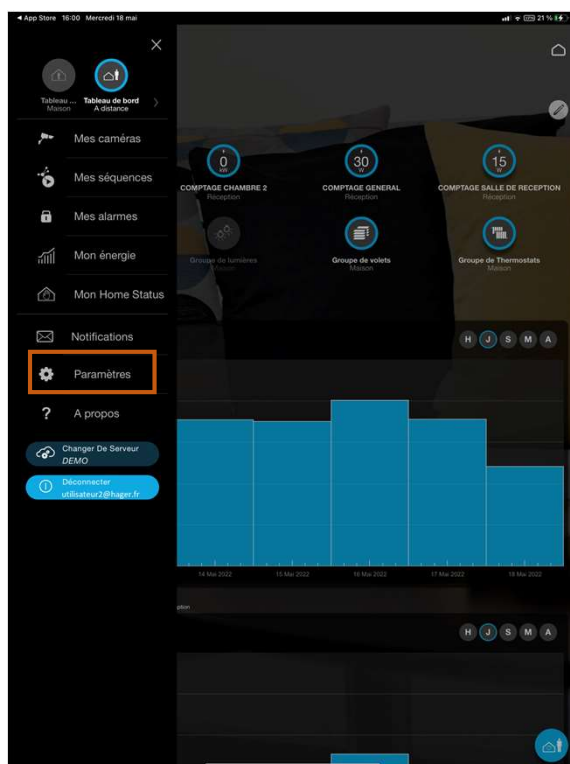 App Store 16:00 Mercredi 18 mai
VPN 21 %
Tableau ...
Maison
Tableau de bord
A distance
Mes caméras
Mes séquences
Mes alarmes
Mon énergie
Mon Home Status
Notifications
Paramètres
? A propos
Changer De Serveur
DEMO
Déconnecter
utilisateur2@hager.fr
0
kW
COMPTAGE CHAMBRE 2
Réception
30
W
COMPTAGE GENERAL
Réception
15
W
COMPTAGE SALLE DE RECEPTION
Réception
Groupe de lumières
Maison
Groupe de volets
Maison
Groupe de Thermostats
Maison
H J S M A
14 Mai 2022 15 Mai 2022 16 Mai 2022 17 Mai 2022 18 Mai 2022
H J S M A